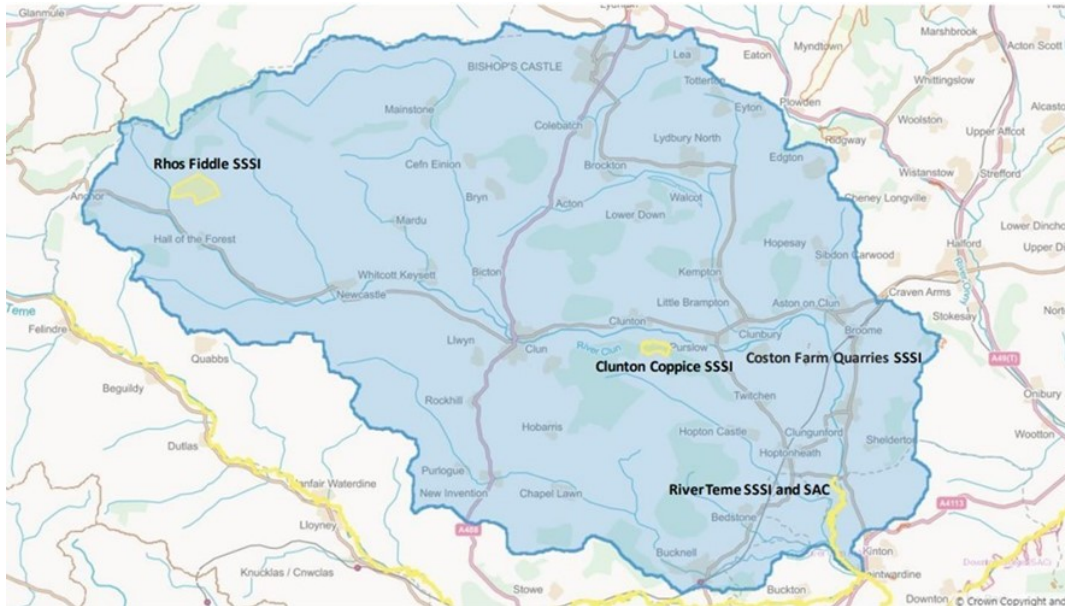 Glanmule
Marshbrook
Eaton
Myndtown
Acton Scott
BISHOP'S CASTLE
Lea
Totterton
Whittingslow
Plowden
Mainstone
Eyton
Woolston
Colebatch
Alcaston
Lydbury North
Ridgway
Upper Affcot
Rhos Fiddle SSSI
Cefn Einion
Brockton
Edgton
Wistanstow
Strefford
Anchor
Bryn
Acton
Walcot
Cheney Longville
Lower Down
Mardu
Lower Dinchope
Hall of the Forest
Hopesay
Halford
Sibdon Carwood
Whitcott Keysett
Bicton
Kempton
River Onny
Newcastle
Little Brampton
Aston on Clun
Craven Arms
Teme
Clunton
Stokesay
Felindre
Llwyn
Clun
River Clun
Purslow
Clunbury
Broome
Quabbs
Clunton Coppice SSSI
Coston Farm Quarries SSSI
A49(T)
Beguildy
Twitchen
Rockhill
Onibury
Hobarris
Hopton Castle
Clungunford
Shelderton
Wootton
Dutlas
Hoptonheath
Purlogue
New Invention
Chapel Lawn
River Teme SSSI and SAC
Lloyney
A488
Bedstone
A4113
Bucknell
Kinton
Knucklas / Cnwclas
Stowe
Buckton
Downton
© Crown Copyright and